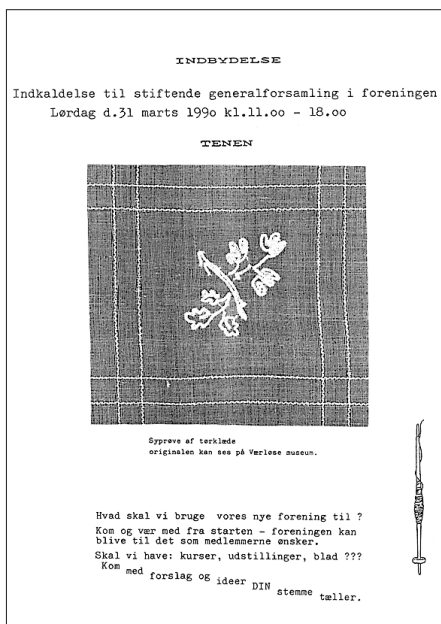 INDBYDELSE
Indkaldelse til stiftende generalforsamling i foreningen
Lørdag d.31 marts 1990 kl.11.oo - 18.oo
TENEN
Syprøve af tørklæde
originalen kan ses på Værløse museum.
Hvad skal vi bruge vores nye forening til ?
Kom og vær med fra starten - foreningen kan
blive til det som medlemmerne ønsker.
Skal vi have: kurser, udstillinger, blad ???
Kom med forslag og ideer DIN stemme tæller.